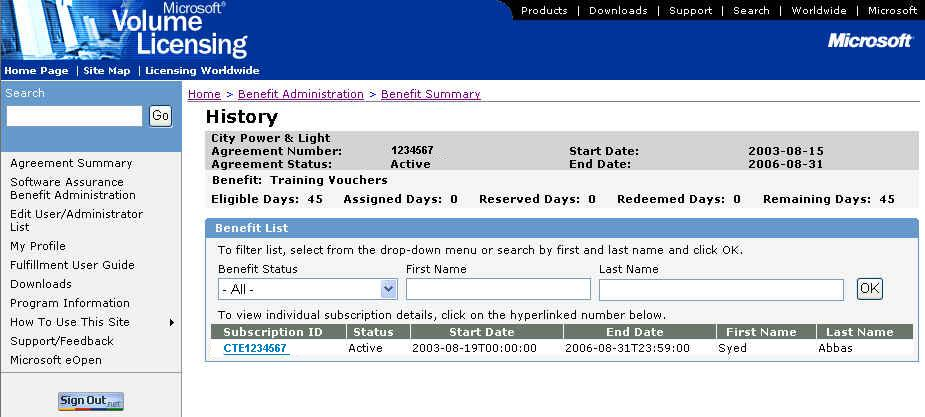 Microsoft®
Volume
Licensing
Products | Downloads | Support | Search | Worldwide | Microsoft
Microsoft
Home Page | Site Map | Licensing Worldwide
Search
Go
Agreement Summary
Software Assurance
Benefit Administration
Edit User/Administrator
List
My Profile
Fulfillment User Guide
Downloads
Program Information
How To Use This Site
Support/Feedback
Microsoft eOpen
Sign Out.net
Home > Benefit Administration > Benefit Summary
History
City Power & Light
Agreement Number: 1234567 Start Date: 2003-08-15
Agreement Status: Active End Date: 2006-08-31
Benefit: Training Vouchers
Eligible Days: 45 Assigned Days: 0 Reserved Days: 0 Redeemed Days: 0 Remaining Days: 45
Benefit List
To filter list, select from the drop-down menu or search by first and last name and click OK.
Benefit Status First Name Last Name
- All - OK
To view individual subscription details, click on the hyperlinked number below.
Subscription ID Status Start Date End Date First Name Last Name
CTE1234567 Active 2003-08-19T00:00:00 2006-08-31T23:59:00 Syed Abbas